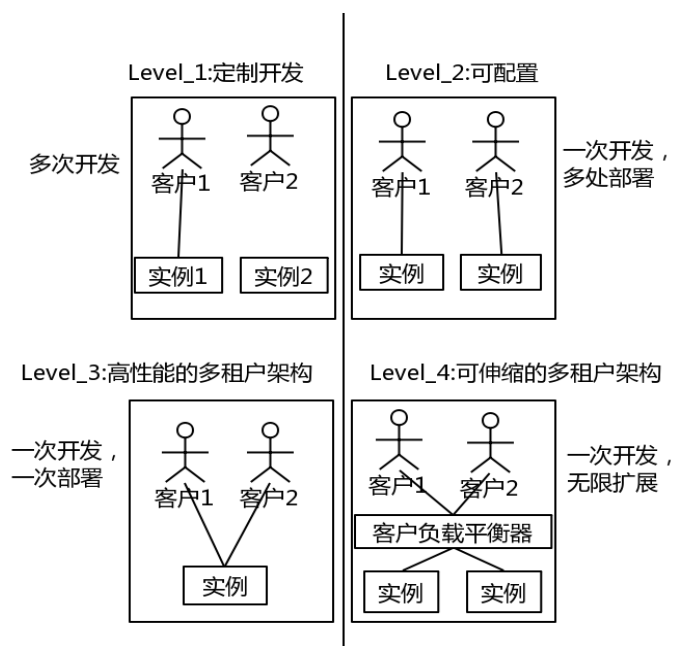 Level_1:定制开发
多次开发
客户1
客户2
实例1
实例2
Level_2:可配置
客户1
客户2
一次开发，
多处部署
实例
实例
Level_3:高性能的多租户架构
一次开发，
一次部署
客户1
客户2
实例
Level_4:可伸缩的多租户架构
客户1
客户2
一次开发，
无限扩展
客户负载平衡器
实例
实例